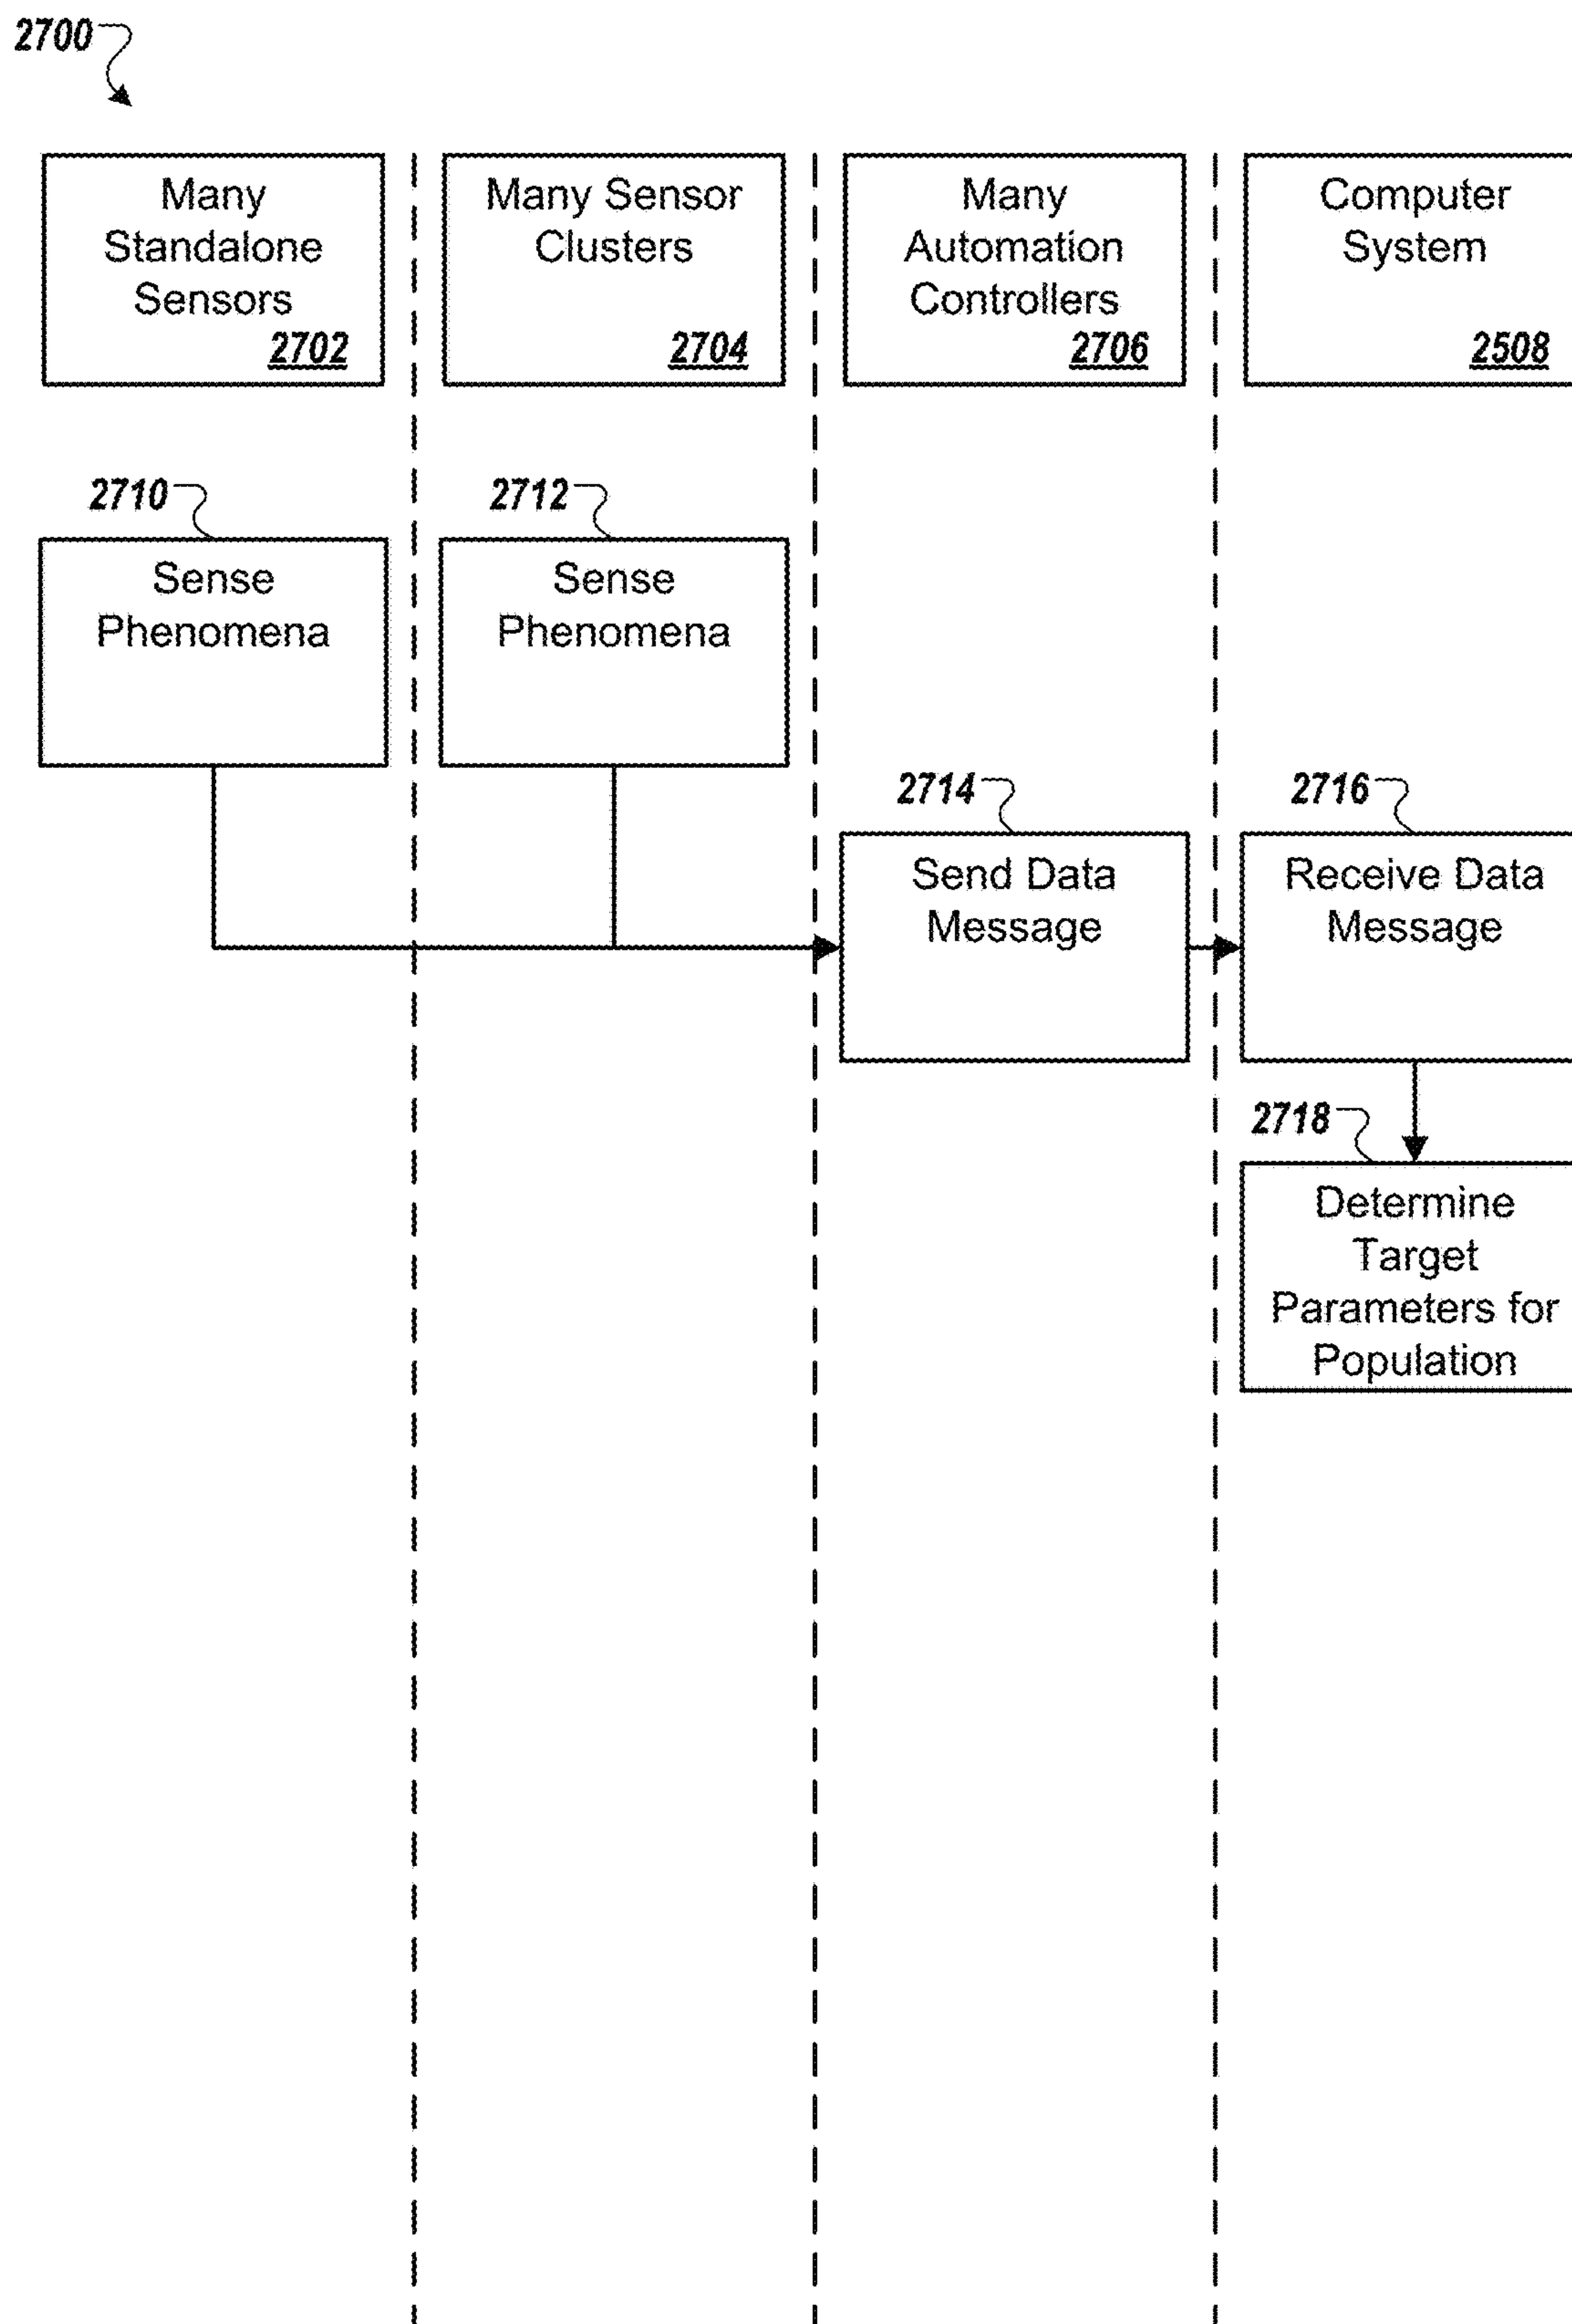 2700
Many
Standalone
Sensors
2702
Many Sensor
Clusters
2704
Many
Automation
Controllers
2706
Computer
System
2508
2710
Sense
Phenomena
2712
Sense
Phenomena
2714
Send Data
Message
2716
Receive Data
Message
2718
Determine
Target
Parameters for
Population